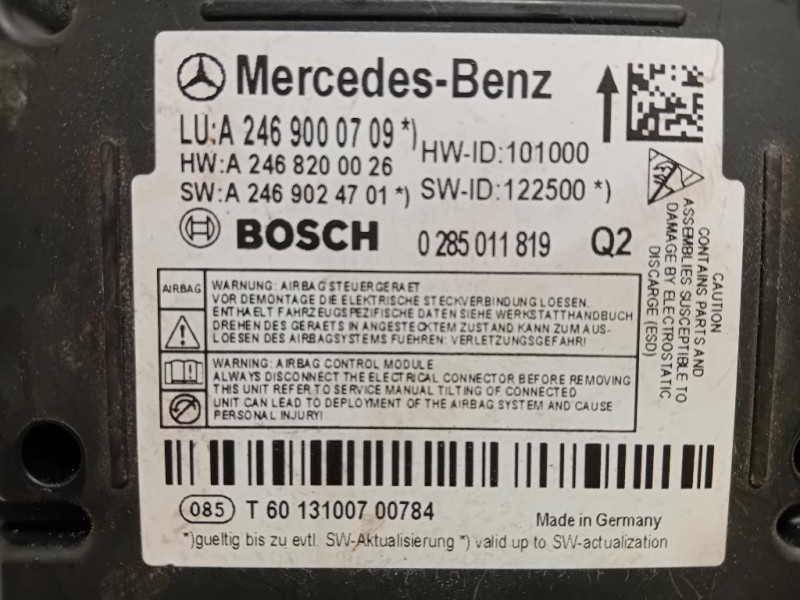 Mercedes-Benz
LU:A 246 900 07 09 *)
HW-ID:101000
HW:A 246 820 00 26
SW:A 246 902 47 01 *)
SW-ID:122500 *)
BOSCH
0 285 011 819
Q2
CAUTION
CONTAINS PARTS AND
ASSEMBLIES SUSCEPTIBLE TO
DAMAGE BY ELECTROSTATIC
DISCARGE (ESD)
AIRBAG
WARNUNG: AIRBAGSTEUERGERAET
VOR DEMONTAGE DIE ELEKTRISCHE STECKVERBINDUNG LOESEN.
ENTHAELT FAHRZEUGSPEZIFISCHE DATEN SIEHE WERKSTATTHANDBUCH
DREHEN DES GERAETS IN ANGESTECKTEM ZUSTAND KANN ZUM AUS-
LOESEN DES AIRBAGSYSTEMS FUEHREN: VERLETZUNGSGEFAHR!
WARNING: AIRBAG CONTROL MODULE
ALWAYS DISCONNECT THE ELECTRICAL CONNECTOR BEFORE REMOVING
THIS UNIT REFER TO SERVICE MANUAL TILTING OF CONNECTED
UNIT CAN LEAD TO DEPLOYMENT OF THE AIRBAG SYSTEM AND CAUSE
PERSONAL INJURY!
085 T 60 131007 00784
Made in Germany
*)gueltig bis zu evtl. SW-Aktualisierung *) valid up to SW-actualization